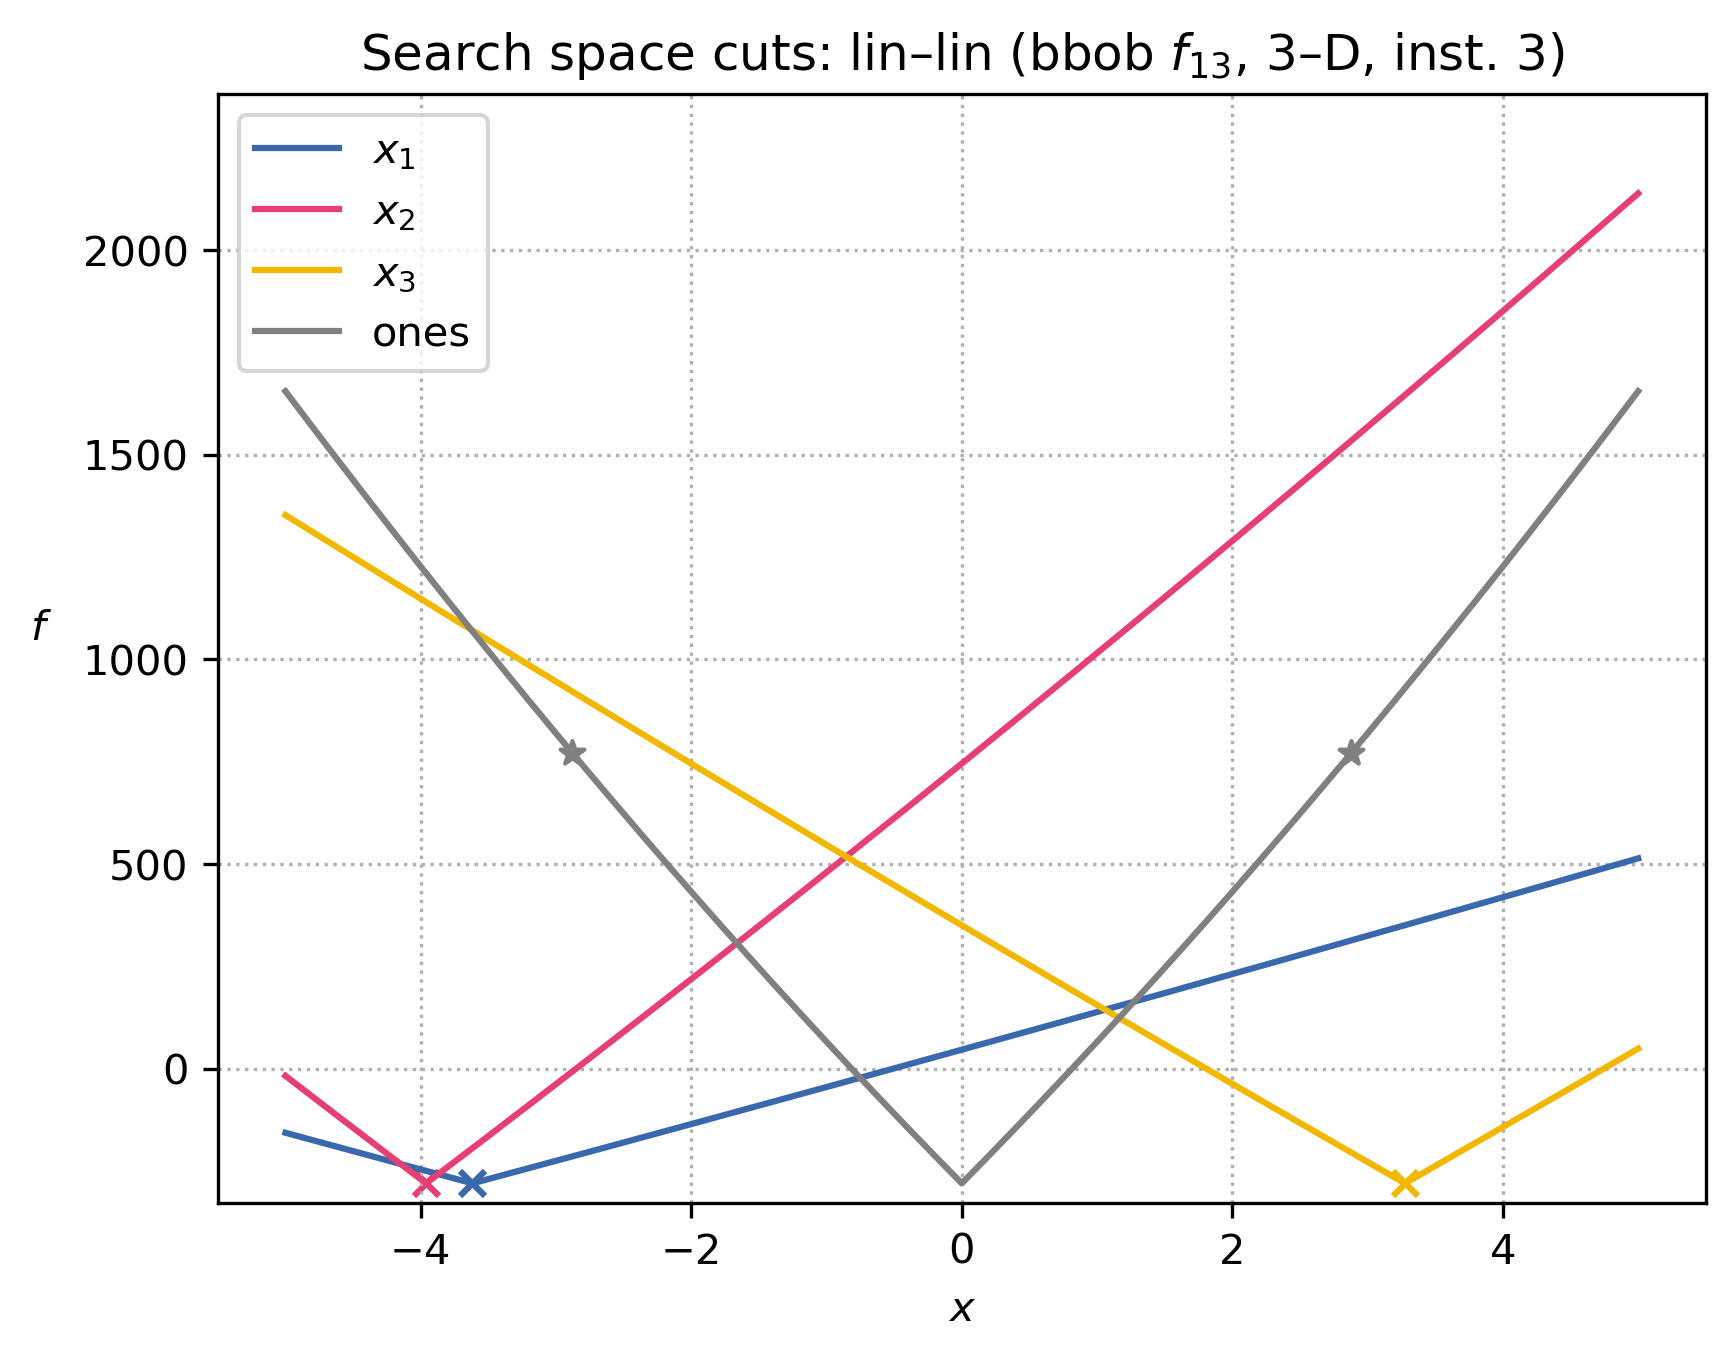 Search space cuts: lin–lin (bbob f₁₃, 3–D, inst. 3)
x₁
x₂
x₃
ones
2000
1500
1000
500
0
f
−4 −2 0 2 4
x